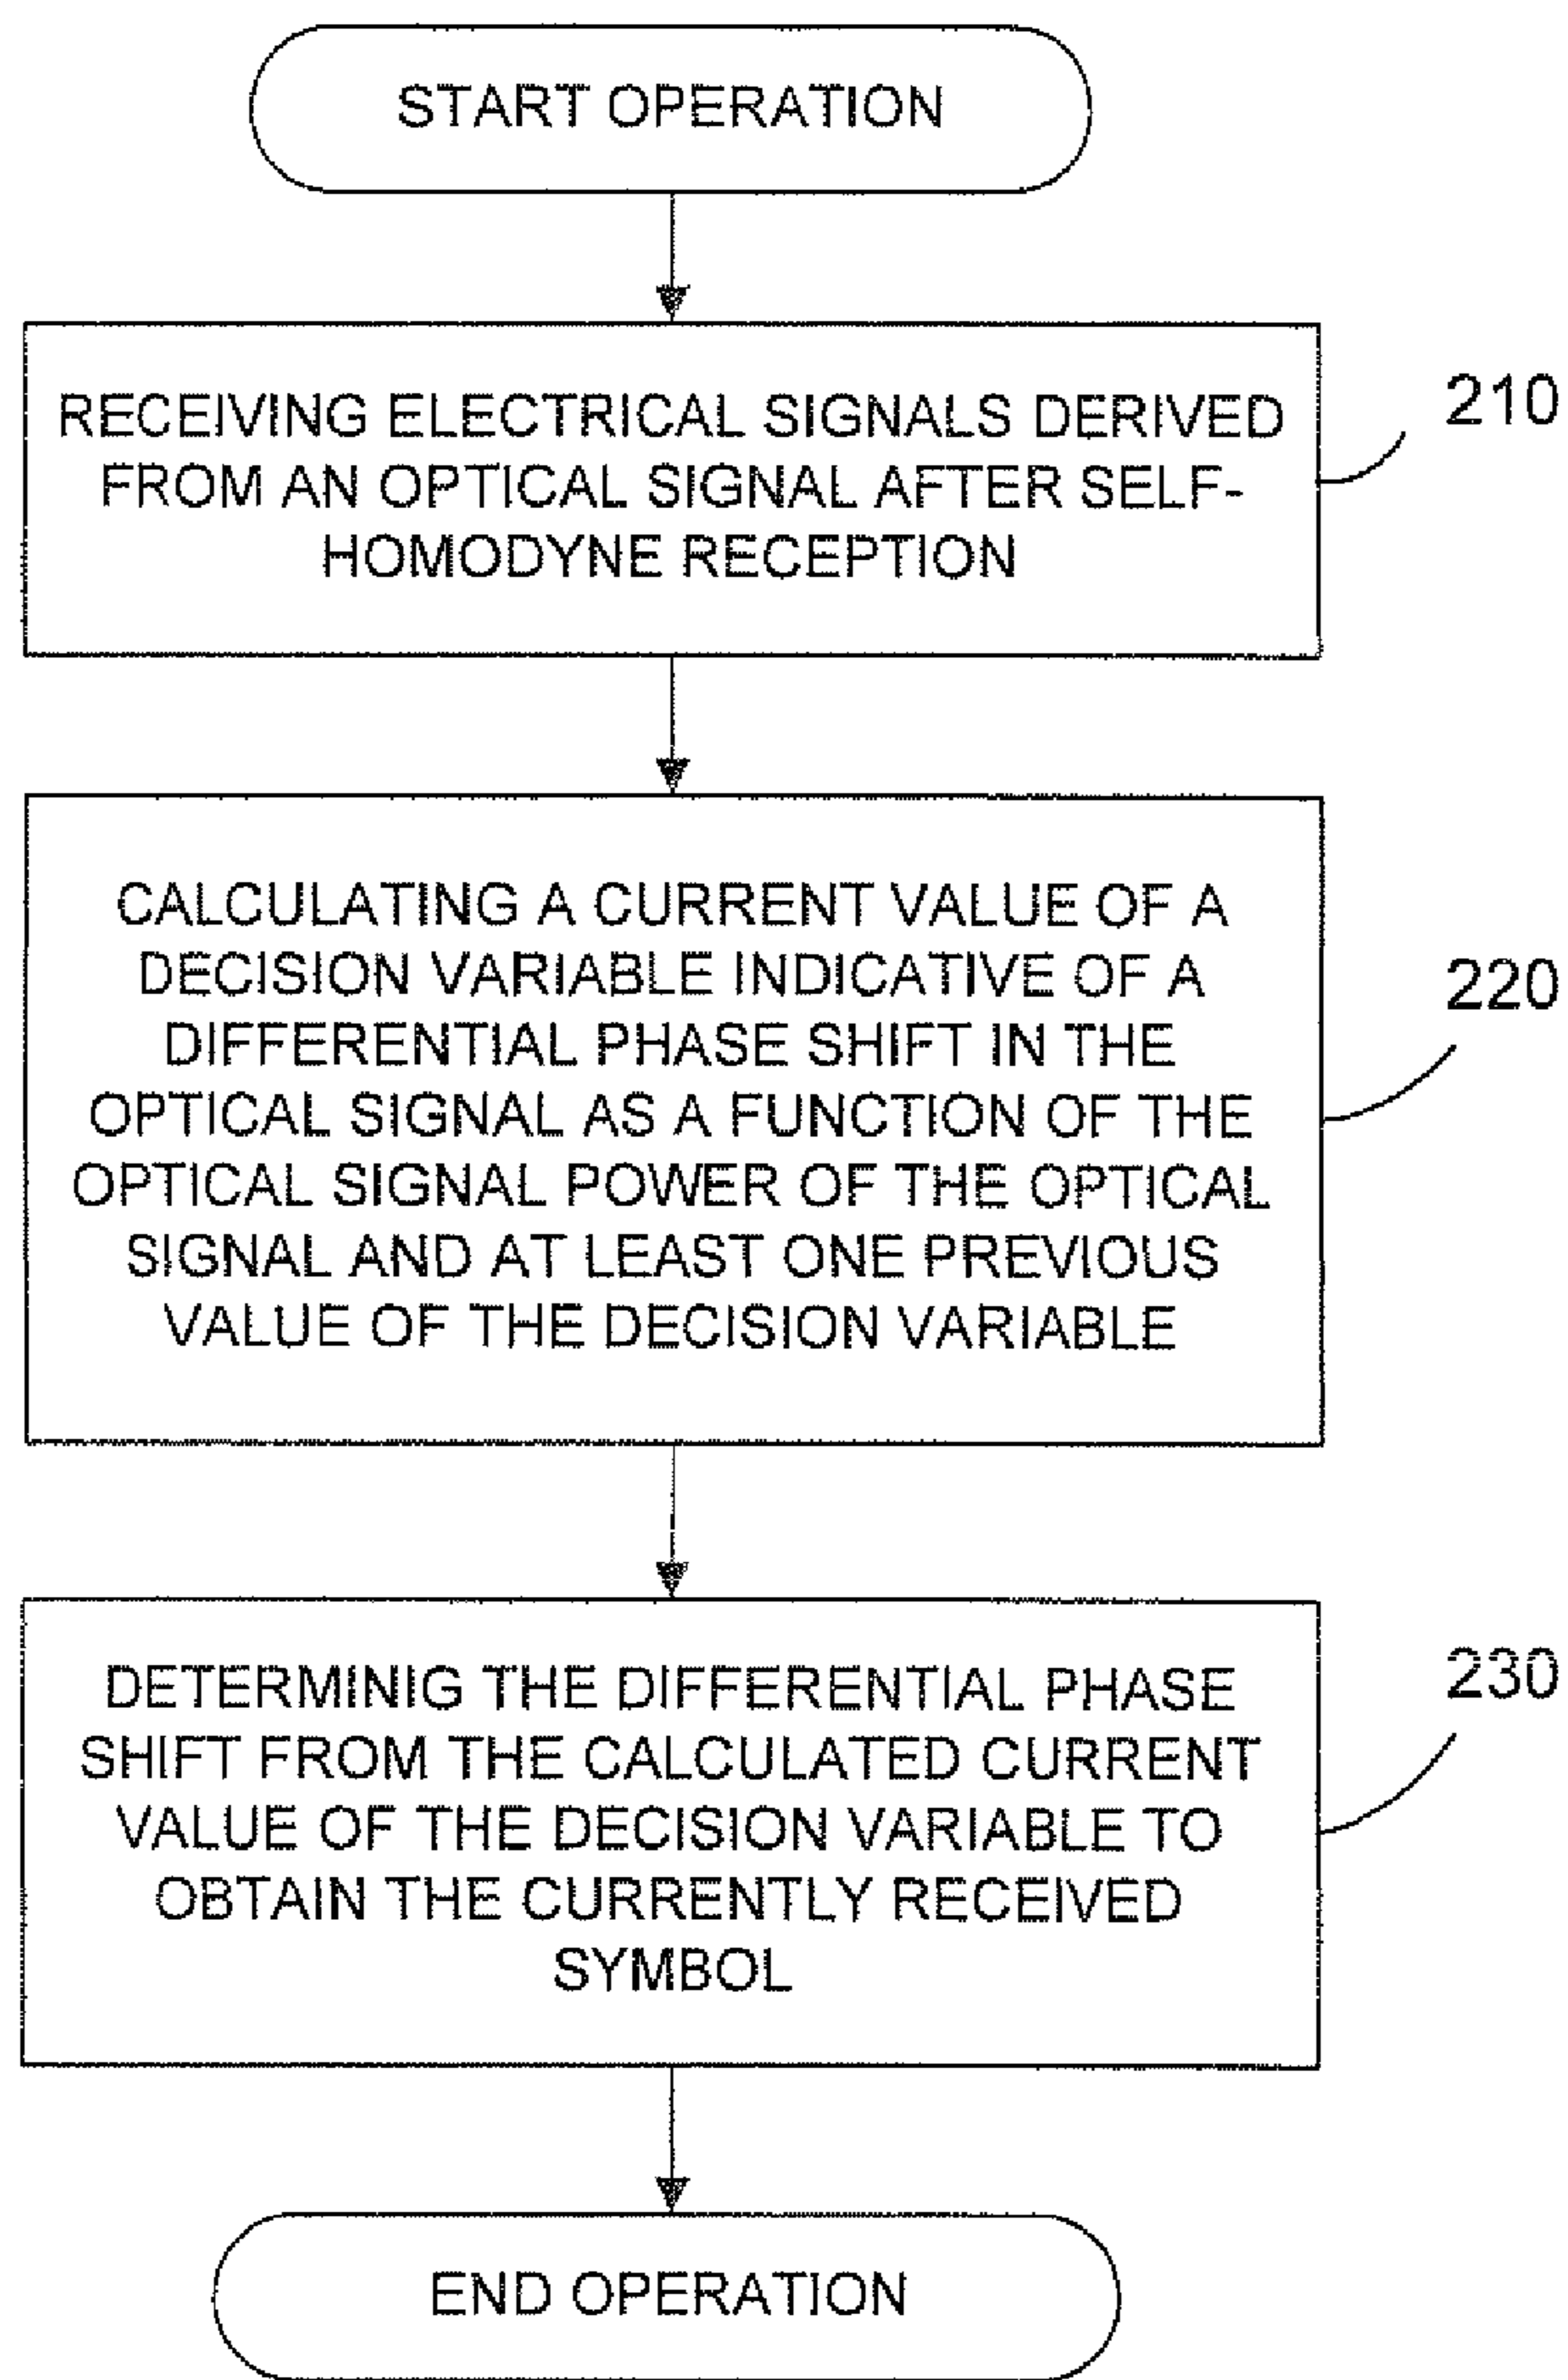 START OPERATION
RECEIVING ELECTRICAL SIGNALS DERIVED
FROM AN OPTICAL SIGNAL AFTER SELF-
HOMODYNE RECEPTION
210
CALCULATING A CURRENT VALUE OF A
DECISION VARIABLE INDICATIVE OF A
DIFFERENTIAL PHASE SHIFT IN THE
OPTICAL SIGNAL AS A FUNCTION OF THE
OPTICAL SIGNAL POWER OF THE OPTICAL
SIGNAL AND AT LEAST ONE PREVIOUS
VALUE OF THE DECISION VARIABLE
220
DETERMINIG THE DIFFERENTIAL PHASE
SHIFT FROM THE CALCULATED CURRENT
VALUE OF THE DECISION VARIABLE TO
OBTAIN THE CURRENTLY RECEIVED
SYMBOL
230
END OPERATION